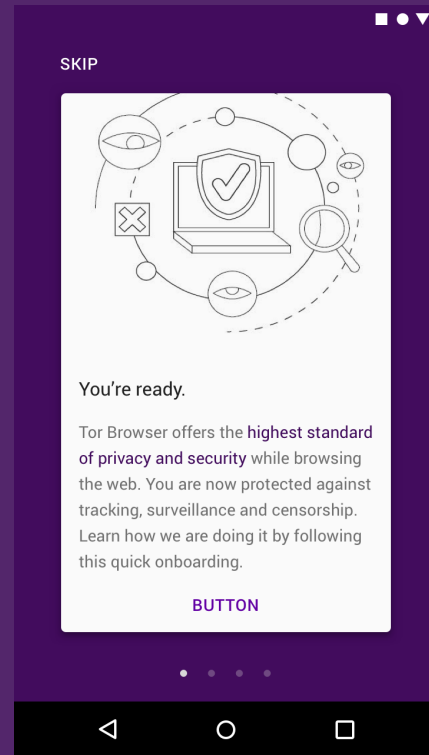 SKIP
You’re ready.
Tor Browser offers the highest standard
of privacy and security while browsing
the web. You are now protected against
tracking, surveillance and censorship.
Learn how we are doing it by following
this quick onboarding.
BUTTON